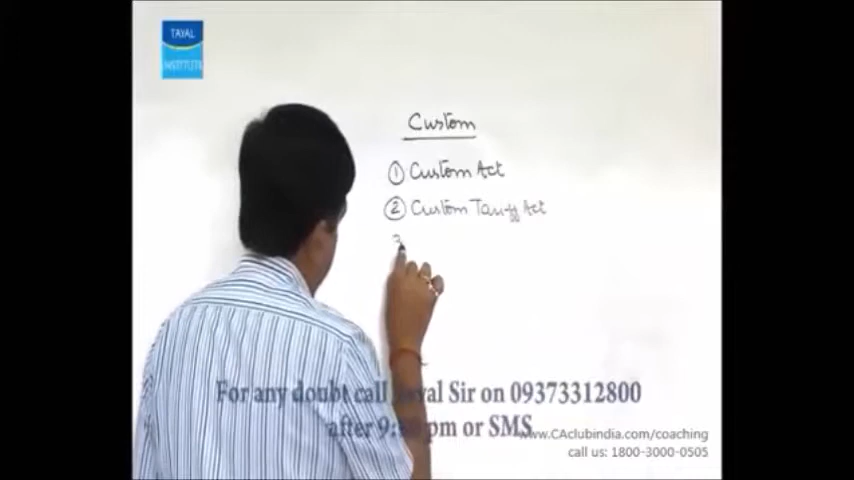 TAYAL
INSTITUTE
Custom
① Custom Act
② Custom Tariff Act
3
For any doubt call Tayal Sir on 09373312800
after 9:30 pm or SMS
www.CAclubindia.com/coaching
call us: 1800-3000-0505